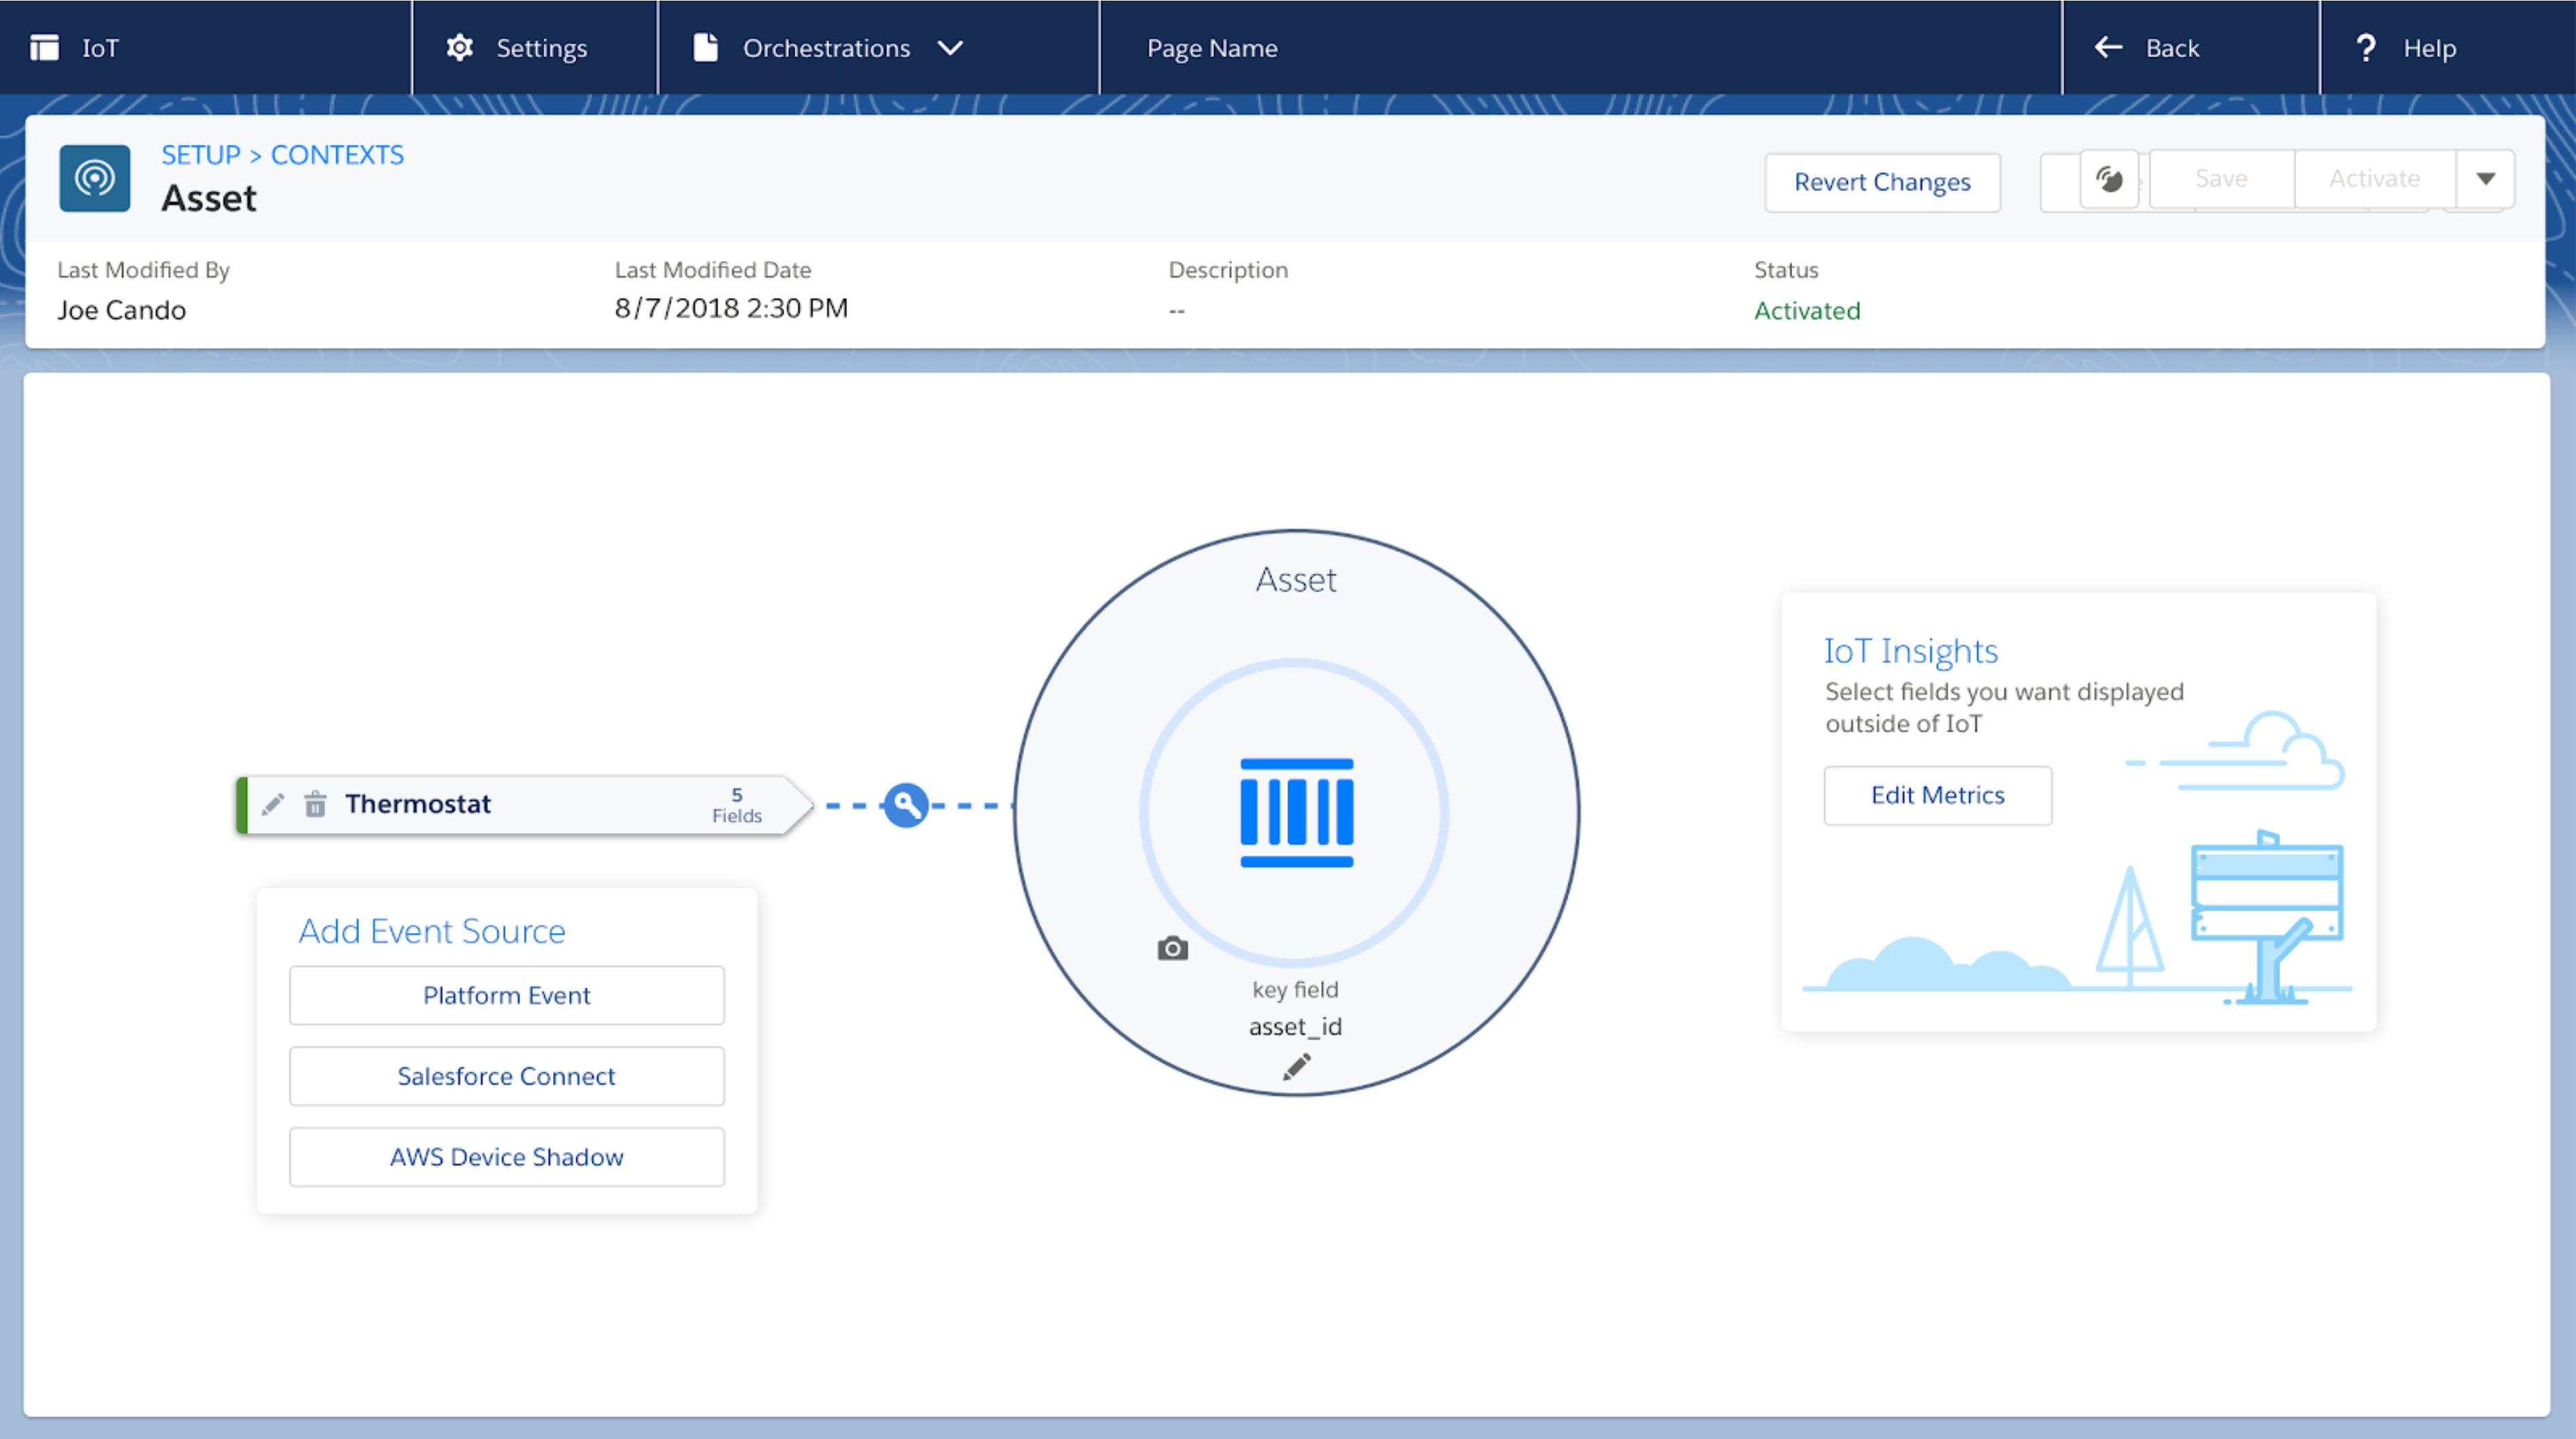 IoT
Settings
Orchestrations
Page Name
Back
? Help
SETUP > CONTEXTS
Asset
Revert Changes
Save
Activate
Last Modified By
Joe Cando
Last Modified Date
8/7/2018 2:30 PM
Description
--
Status
Activated
Thermostat
5
Fields
Add Event Source
Platform Event
Salesforce Connect
AWS Device Shadow
Asset
key field
asset_id
IoT Insights
Select fields you want displayed
outside of IoT
Edit Metrics